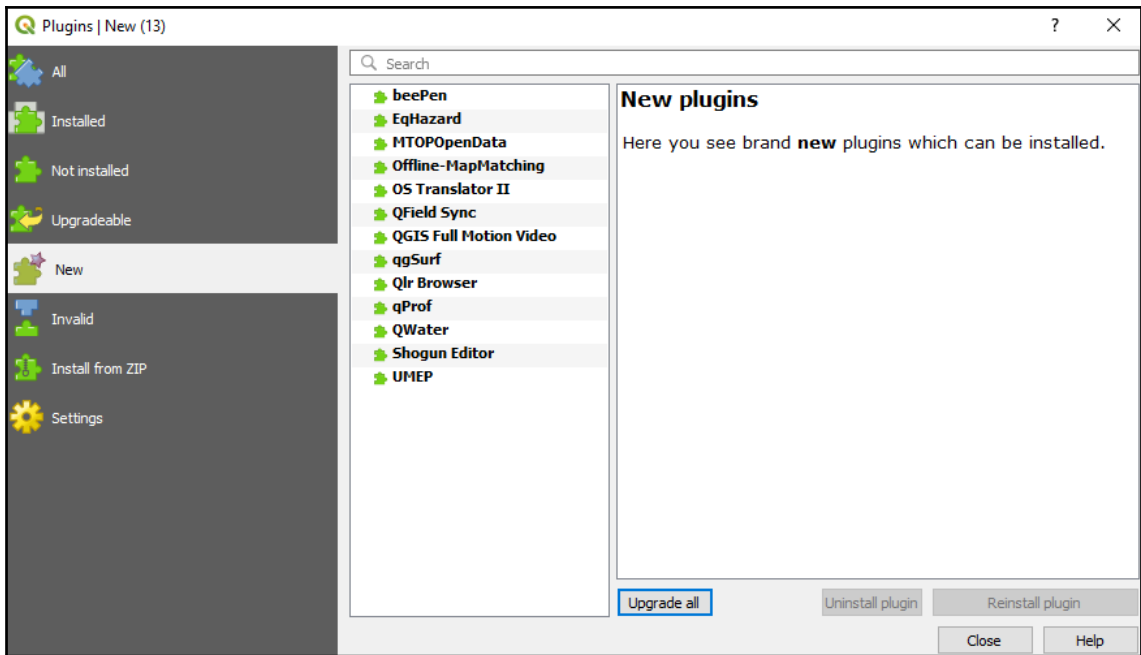 Plugins | New (13)
?
All
Installed
Not installed
Upgradeable
New
Invalid
Install from ZIP
Settings
Search
beePen
EqHazard
MTOPOpenData
Offline-MapMatching
OS Translator II
QField Sync
QGIS Full Motion Video
qgSurf
Qlr Browser
qProf
QWater
Shogun Editor
UMEP
New plugins
Here you see brand new plugins which can be installed.
Upgrade all
Uninstall plugin
Reinstall plugin
Close
Help